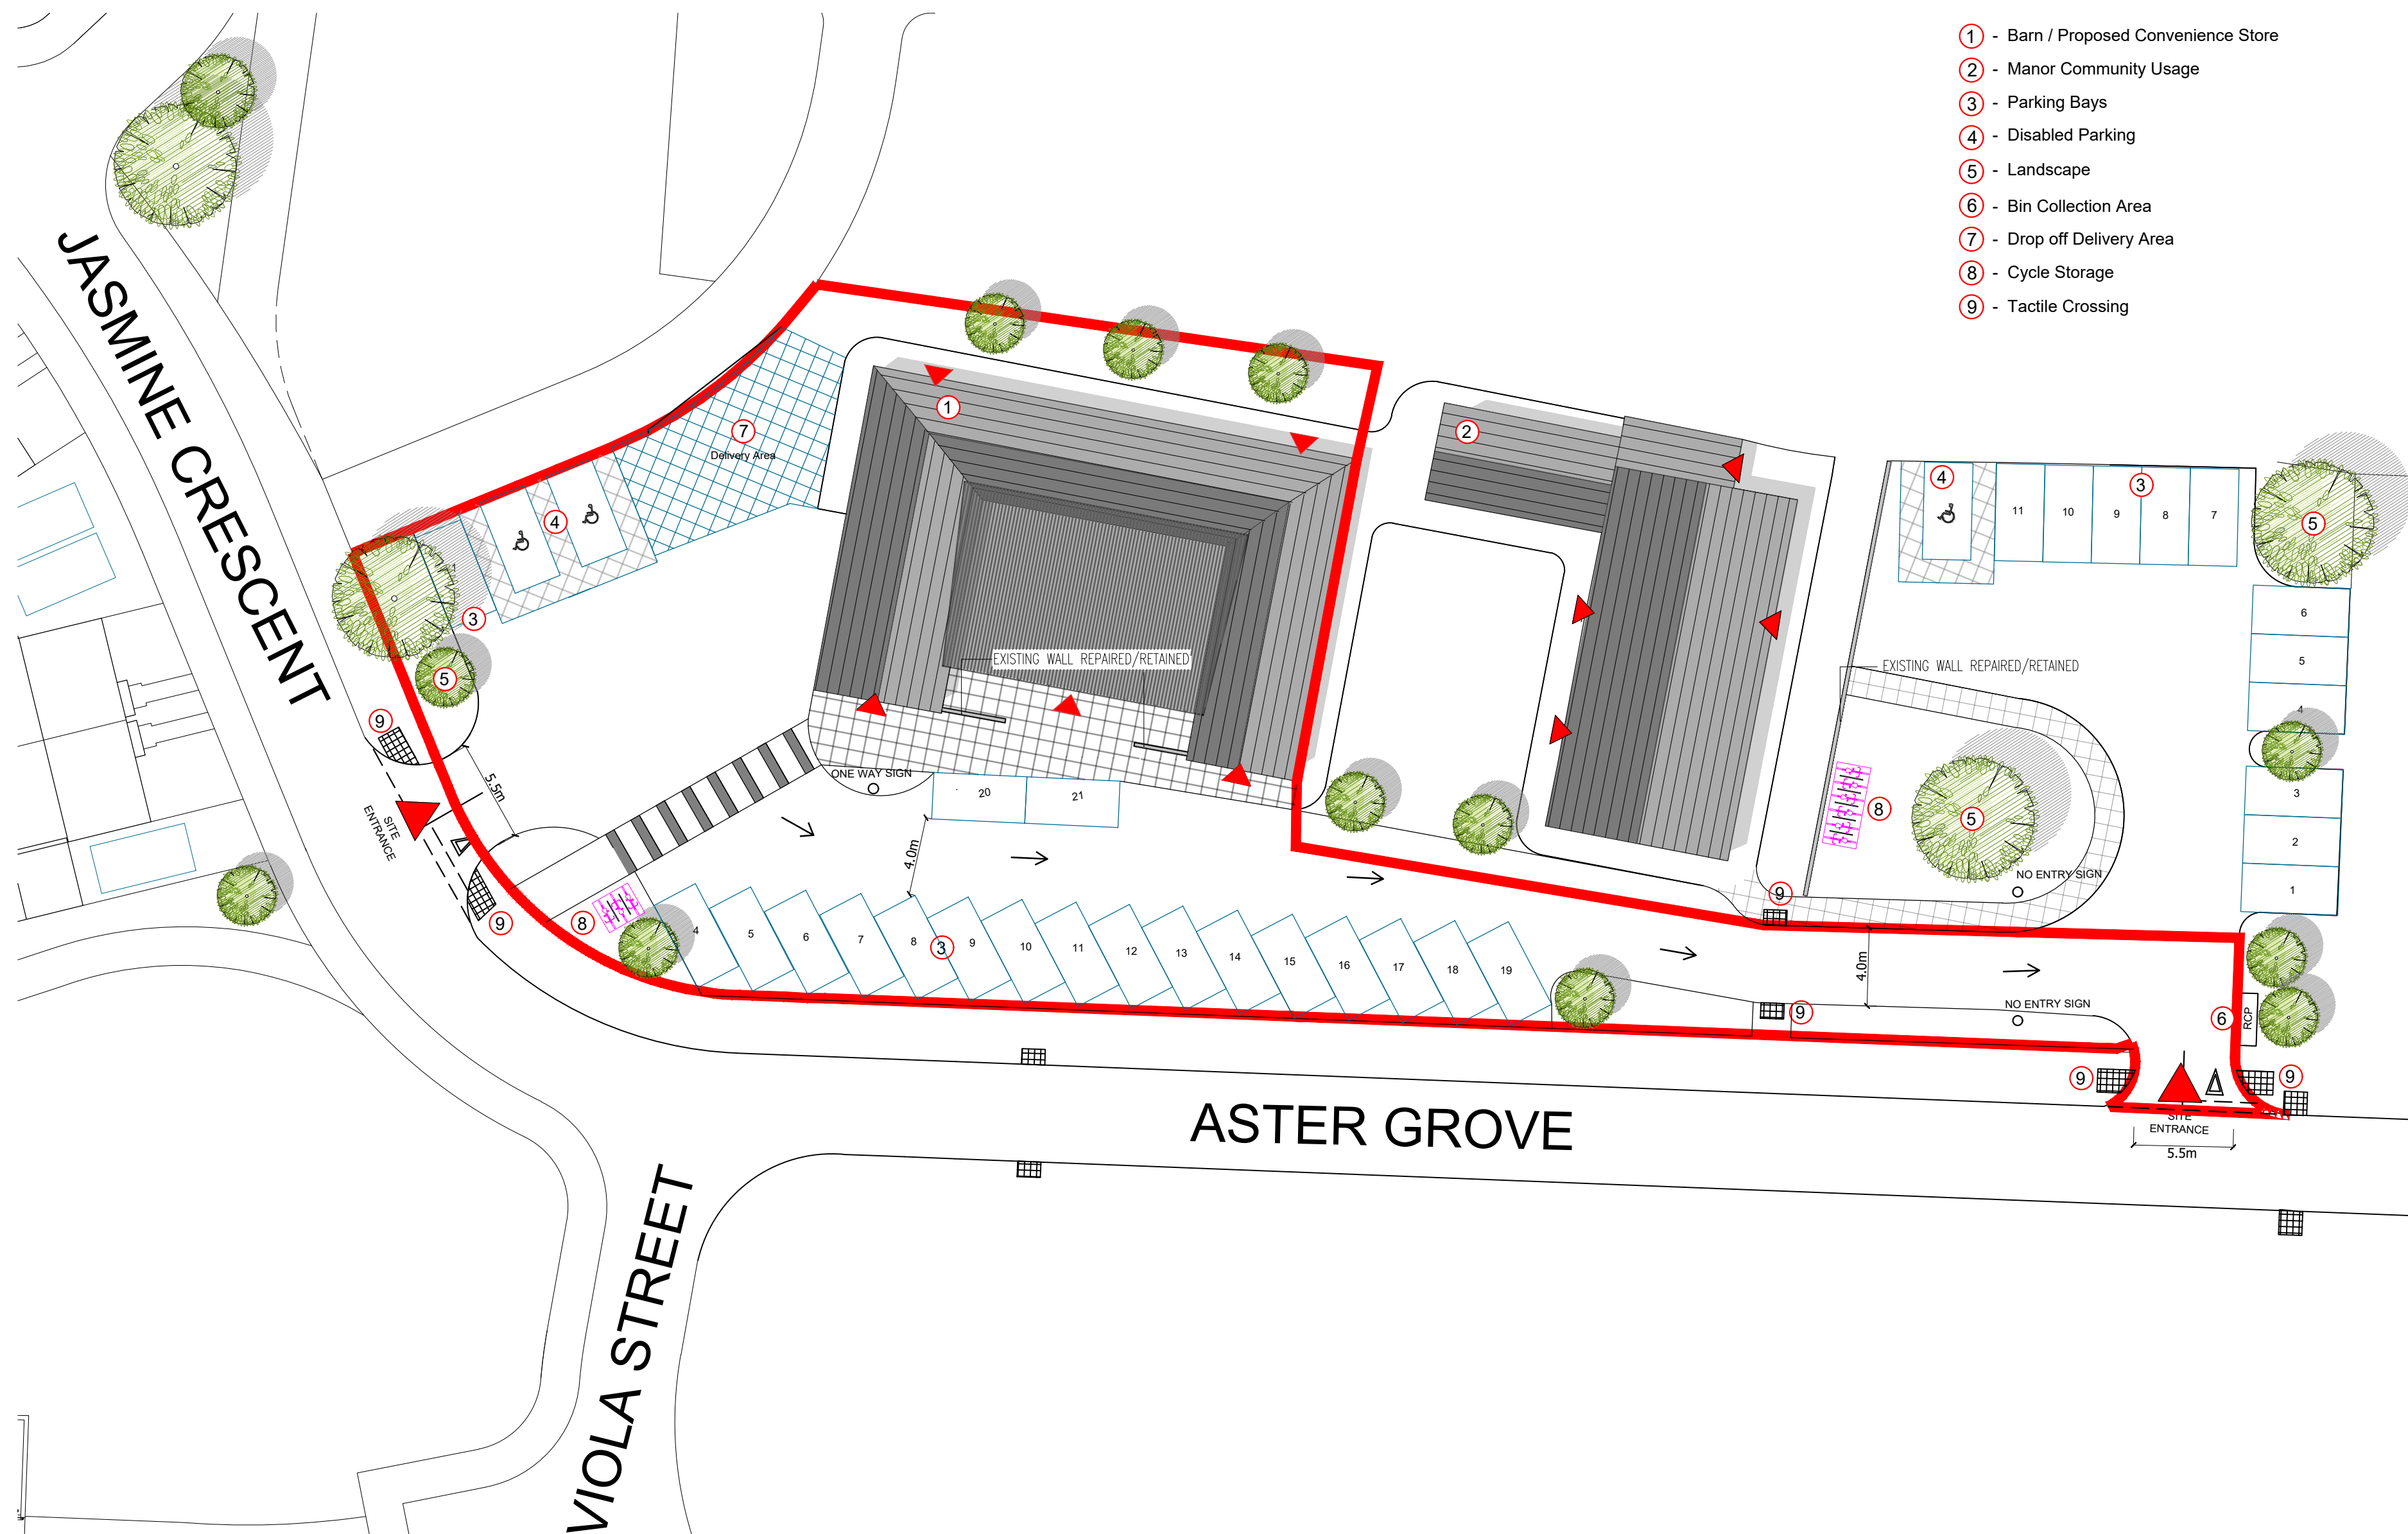 1 - Barn / Proposed Convenience Store
2 - Manor Community Usage
3 - Parking Bays
4 - Disabled Parking
5 - Landscape
6 - Bin Collection Area
7 - Drop off Delivery Area
8 - Cycle Storage
9 - Tactile Crossing
JASMINE CRESCENT
1
2
7
Delivery Area
4
4
3
11
10
9
8
7
5
1
3
6
5
4
5
9
EXISTING WALL REPAIRED/RETAINED
EXISTING WALL REPAIRED/RETAINED
5.5m
SITE
ENTRANCE
ONE WAY SIGN
20
21
4.0m
8
5
3
2
1
NO ENTRY SIGN
9
9
8
4
5
6
7
8
3
9
10
11
12
13
14
15
16
17
18
19
4.0m
NO ENTRY SIGN
9
6
RCP
9
9
SITE
ENTRANCE
5.5m
ASTER GROVE
VIOLA STREET